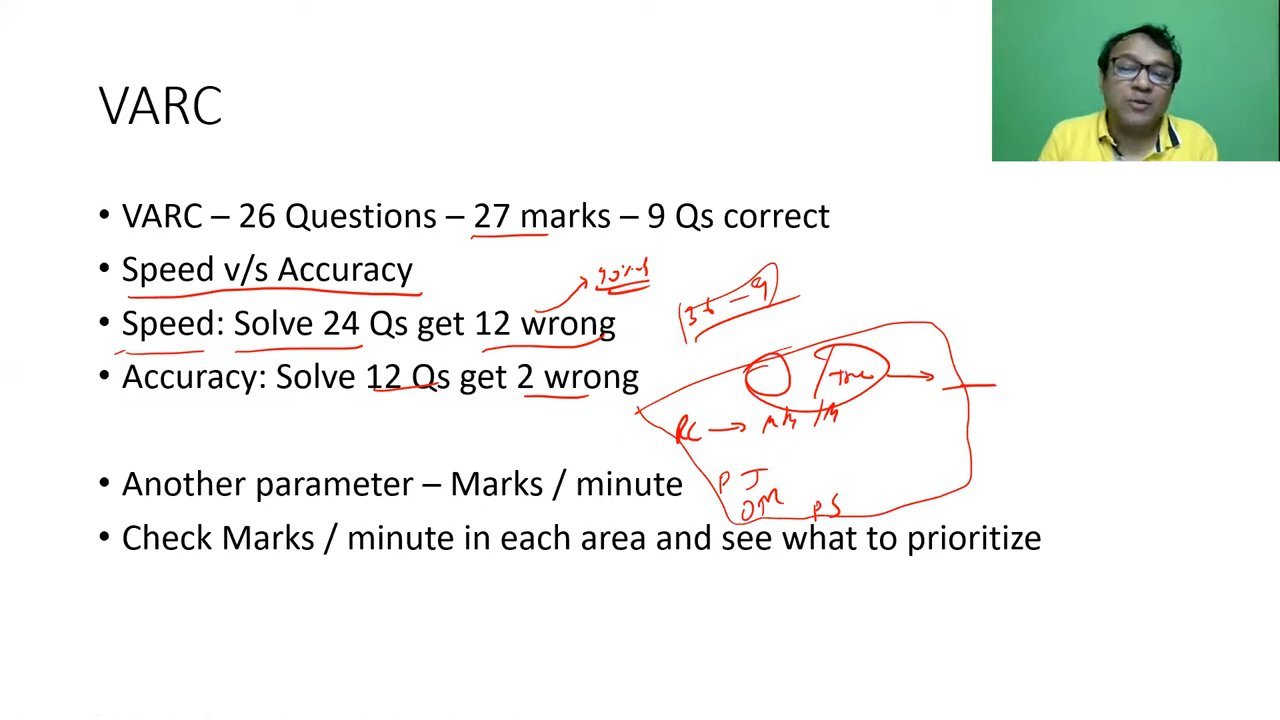 VARC
• VARC – 26 Questions – 27 marks – 9 Qs correct
• Speed v/s Accuracy
• Speed: Solve 24 Qs get 12 wrong
36 – 9
• Accuracy: Solve 12 Qs get 2 wrong
RC →
• Another parameter – Marks / minute
P J
PS
• Check Marks / minute in each area and see what to prioritize